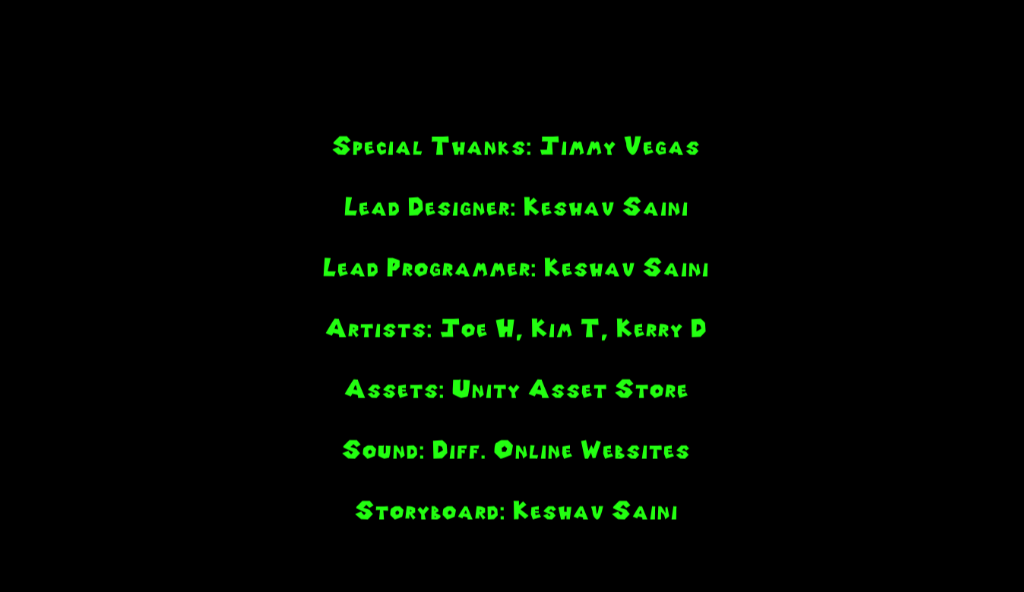 Special Thanks: Jimmy Vegas
Lead Designer: Keshav Saini
Lead Programmer: Keshav Saini
Artists: Joe H, Kim T, Kerry D
Assets: Unity Asset Store
Sound: Diff. Online Websites
Storyboard: Keshav Saini